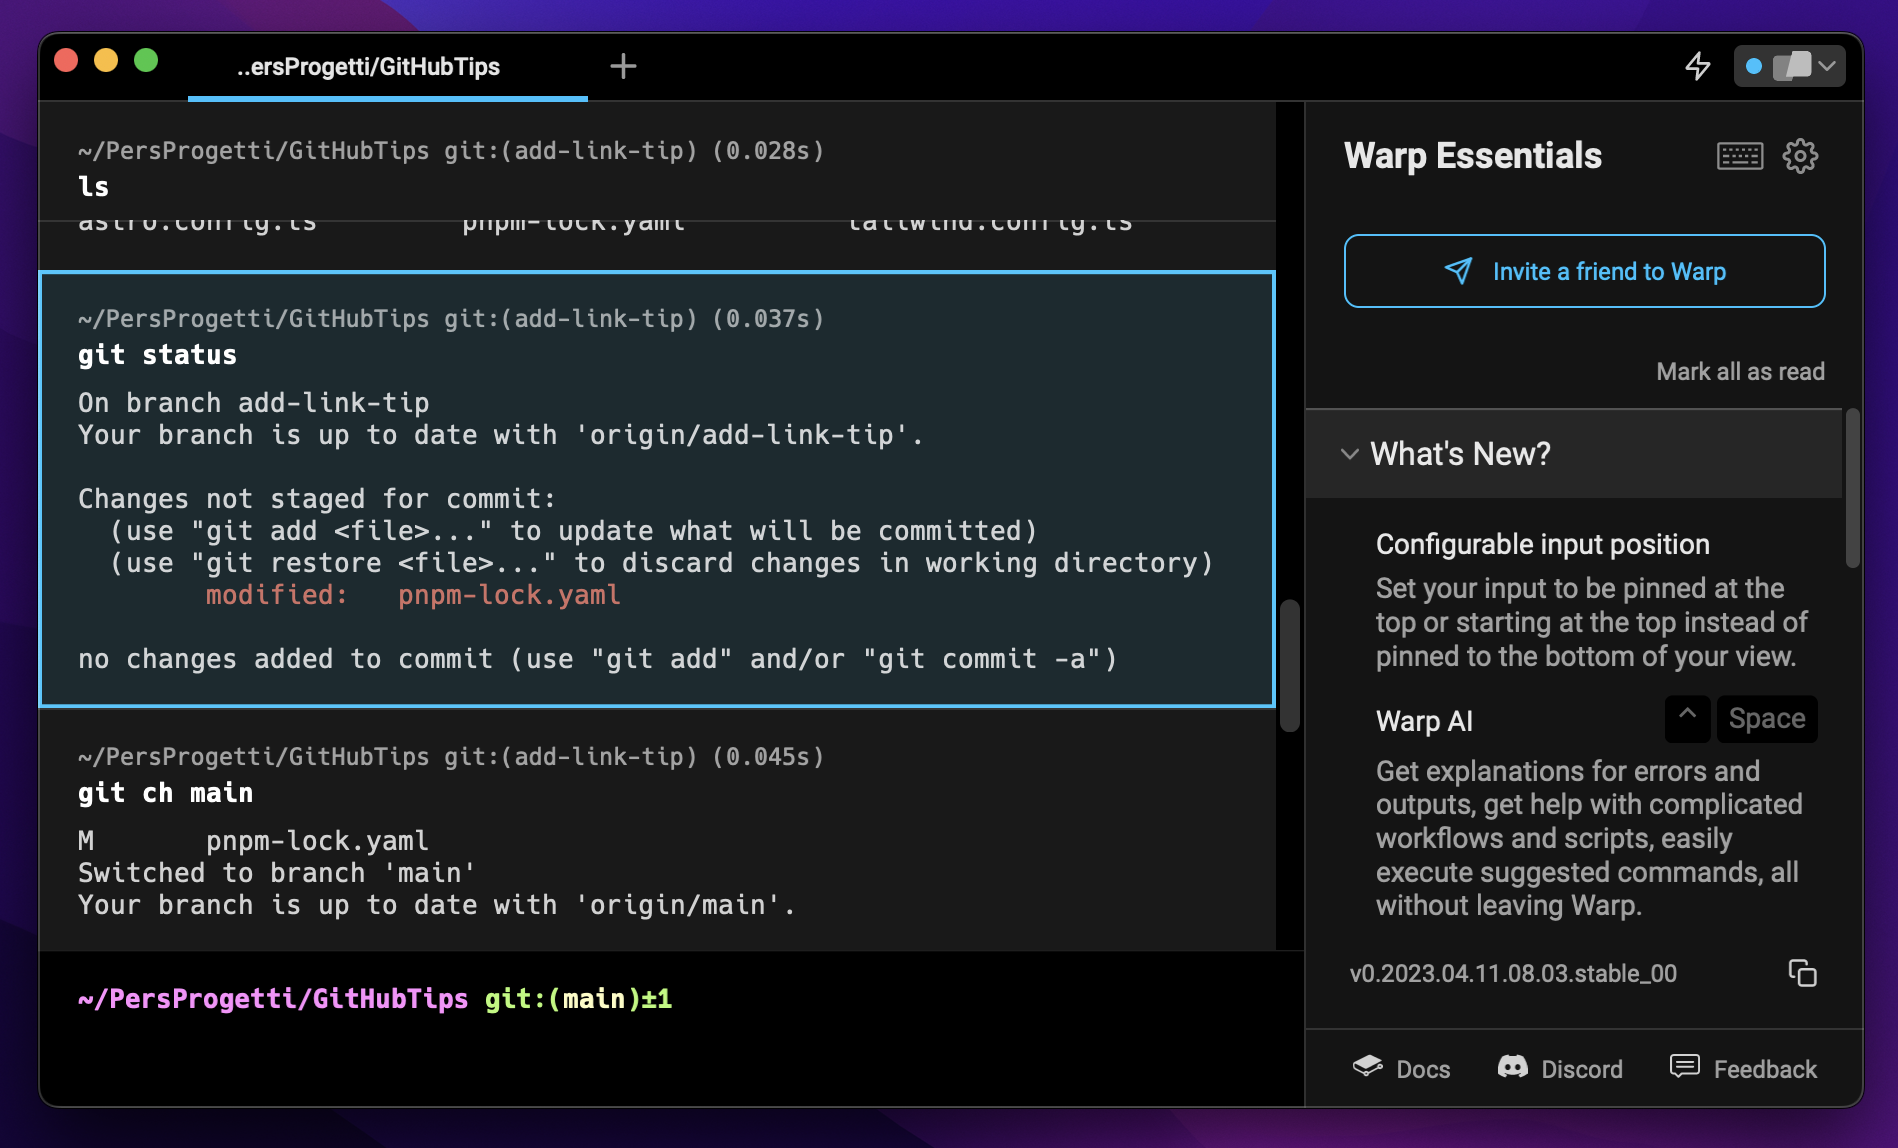 ..ersProgetti/GitHubTips
~/PersProgetti/GitHubTips git:(add-link-tip) (0.028s)
ls
astro.config.ts pnpm-lock.yaml tailwind.config.ts
~/PersProgetti/GitHubTips git:(add-link-tip) (0.037s)
git status
On branch add-link-tip
Your branch is up to date with 'origin/add-link-tip'.
Changes not staged for commit:
(use "git add <file>..." to update what will be committed)
(use "git restore <file>..." to discard changes in working directory)
modified: pnpm-lock.yaml
no changes added to commit (use "git add" and/or "git commit -a")
~/PersProgetti/GitHubTips git:(add-link-tip) (0.045s)
git ch main
M pnpm-lock.yaml
Switched to branch 'main'
Your branch is up to date with 'origin/main'.
~/PersProgetti/GitHubTips git:(main)±1
Warp Essentials
Invite a friend to Warp
Mark all as read
What's New?
Configurable input position
Set your input to be pinned at the
top or starting at the top instead of
pinned to the bottom of your view.
Warp AI ^ Space
Get explanations for errors and
outputs, get help with complicated
workflows and scripts, easily
execute suggested commands, all
without leaving Warp.
v0.2023.04.11.08.03.stable_00
Docs Discord Feedback